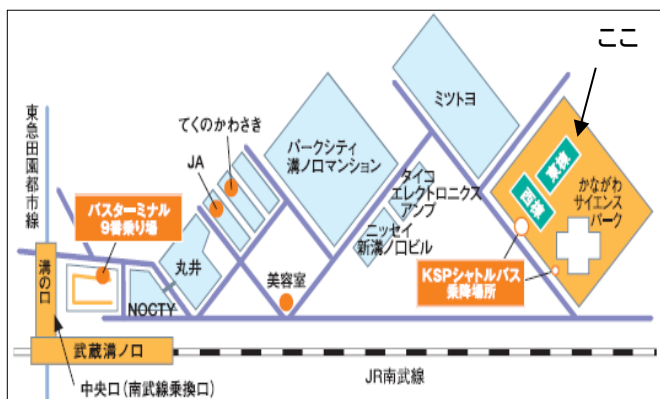 ここ
東急田園都市線
てくのかわさき
JA
パークシティ
溝ノ口マンション
ミツトヨ
バスターミナル
9番乗り場
タイコ
エレクトロニクス
アンプ
ニッセイ
新溝ノ口ビル
東棟
西棟
かながわ
サイエンス
パーク
溝の口
丸井
NOCTY
美容室
KSPシャトルバス
乗降場所
武蔵溝ノ口
JR南武線
中央口(南武線乗換口)